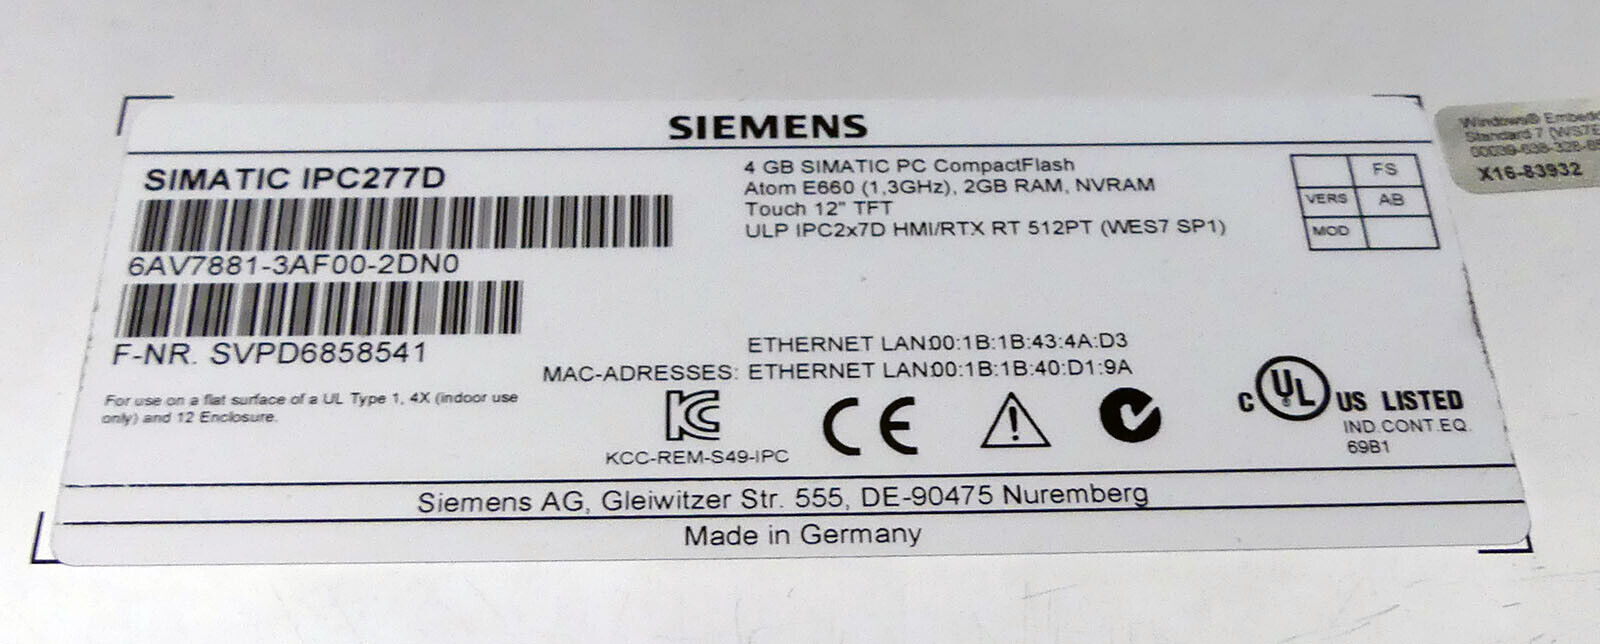 SIEMENS
SIMATIC IPC277D
6AV7881-3AF00-2DN0
F-NR. SVPD6858541
For use on a flat surface of a UL Type 1, 4X (indoor use
only) and 12 Enclosure.
4 GB SIMATIC PC CompactFlash
Atom E660 (1,3GHz), 2GB RAM, NVRAM
Touch 12" TFT
ULP IPC2x7D HMI/RTX RT 512PT (WES7 SP1)
FS
VERS AB
MOD
Windows®
Standard 7
X16-83932
ETHERNET LAN:00:1B:1B:43:4A:D3
MAC-ADRESSES: ETHERNET LAN:00:1B:1B:40:D1:9A
KCC-REM-S49-IPC
CE
C UL US LISTED
IND.CONT.EQ.
69B1
Siemens AG, Gleiwitzer Str. 555, DE-90475 Nuremberg
Made in Germany